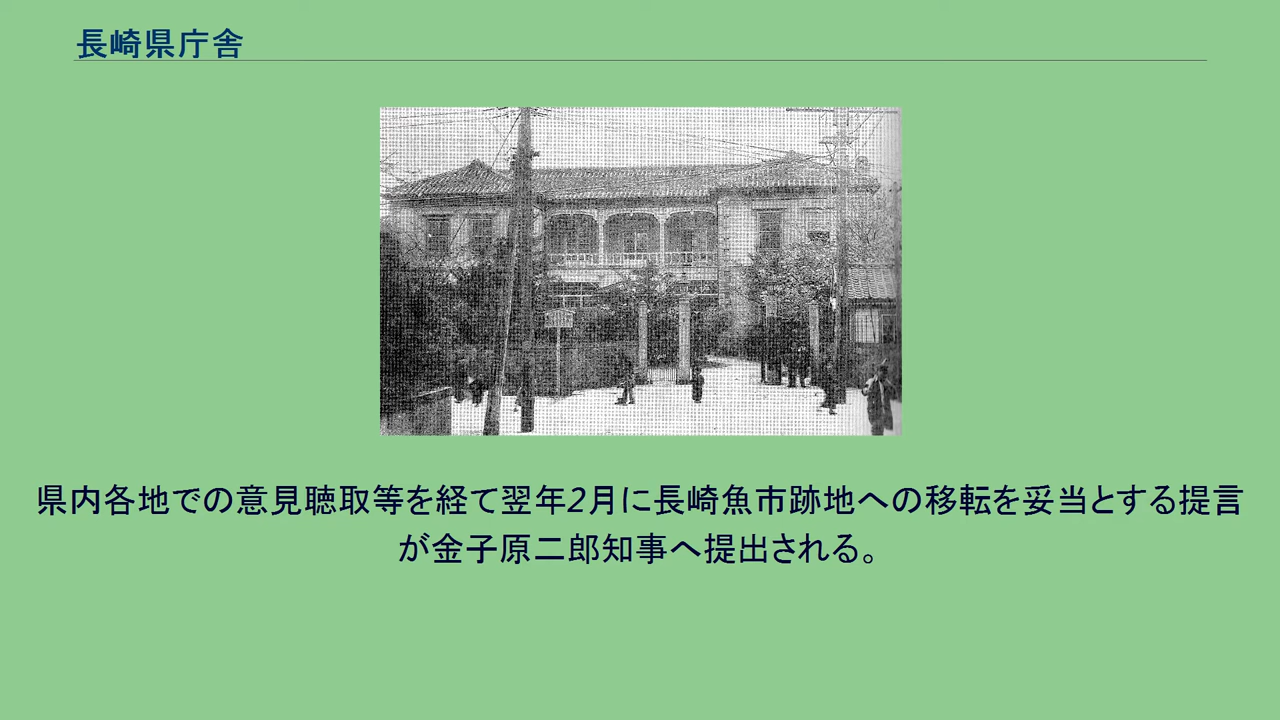 長崎県庁舎
県内各地での意見聴取等を経て翌年2月に長崎魚市跡地への移転を妥当とする提言
が金子原二郎知事へ提出される。